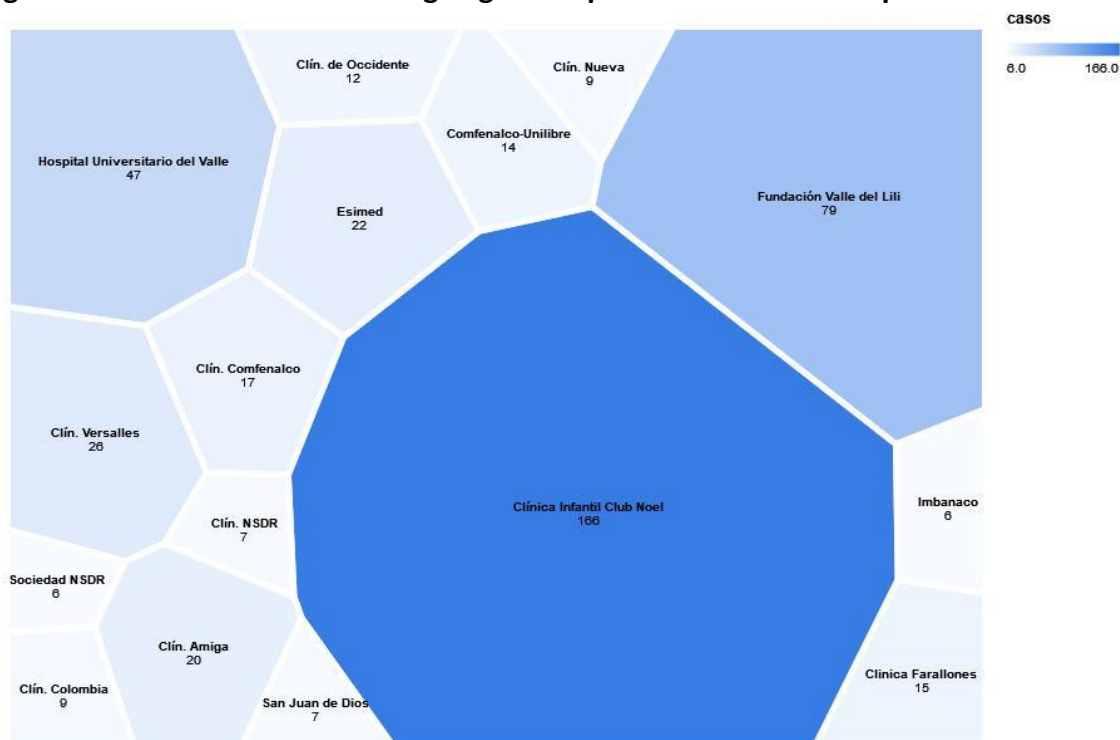 casos
6.0 166.0
Clín. de Occidente
12
Clín. Nueva
9
Comfenalco-Unilibre
14
Hospital Universitario del Valle
47
Fundación Valle del Lili
79
Esimed
22
Clín. Comfenalco
17
Clín. Versalles
26
Clínica Infantil Club Noel
166
Imbanaco
6
Clín. NSDR
7
Sociedad NSDR
6
Clín. Amiga
20
Clinica Farallones
15
Clín. Colombia
9
San Juan de Dios
7